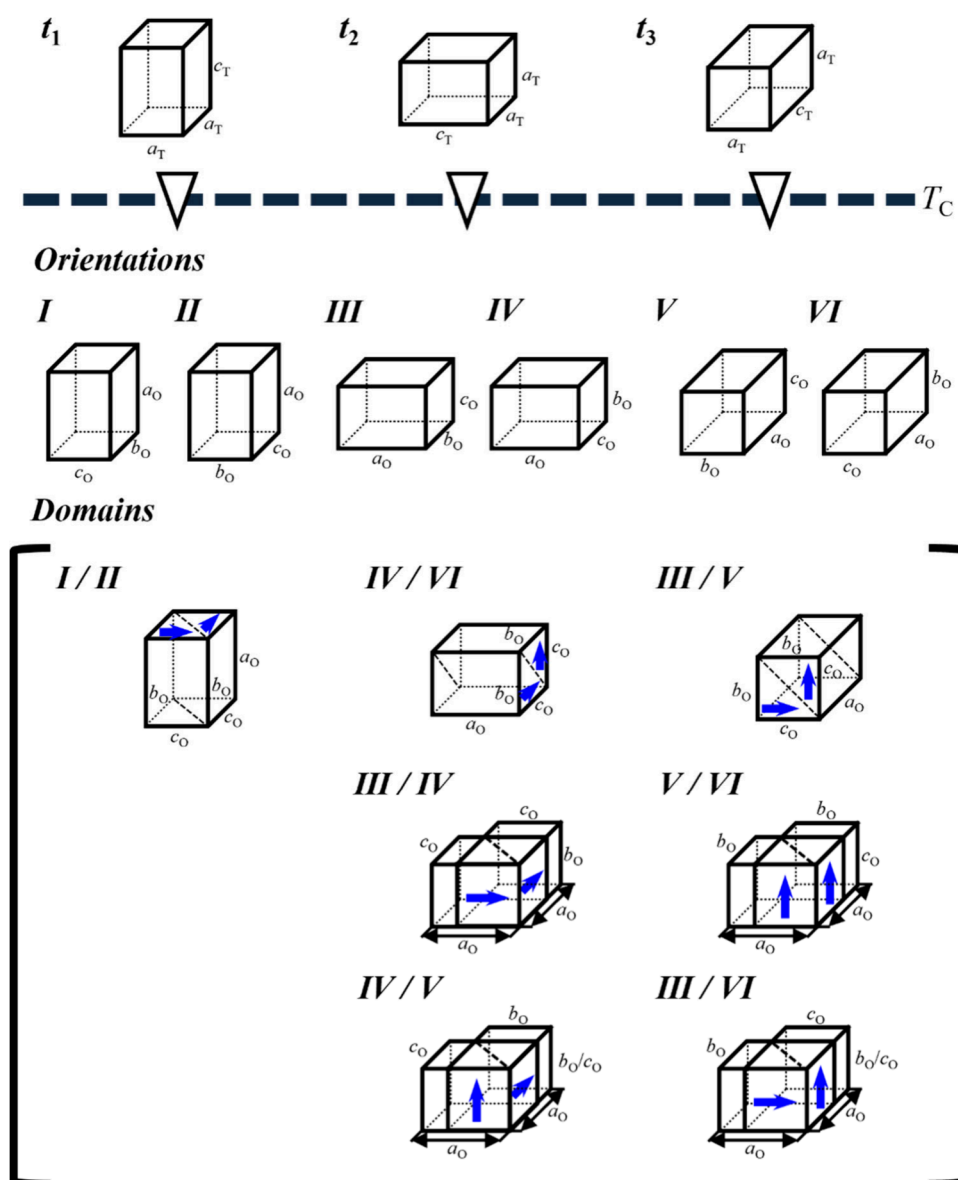 t1 t2 t3
cT aT aT
aT aT cT
aT cT aT
TC
Orientations
I II III IV V VI
aO bO cO
aO cO bO
cO bO aO
bO cO aO
cO aO bO
bO aO cO
Domains
I / II IV / VI III / V
aO bO bO cO cO
bO cO bO cO aO
bO cO bO aO cO
III / IV V / VI
cO cO bO aO aO
bO bO cO aO aO
IV / V III / VI
bO cO bO/cO aO aO
cO bO bO/cO aO aO